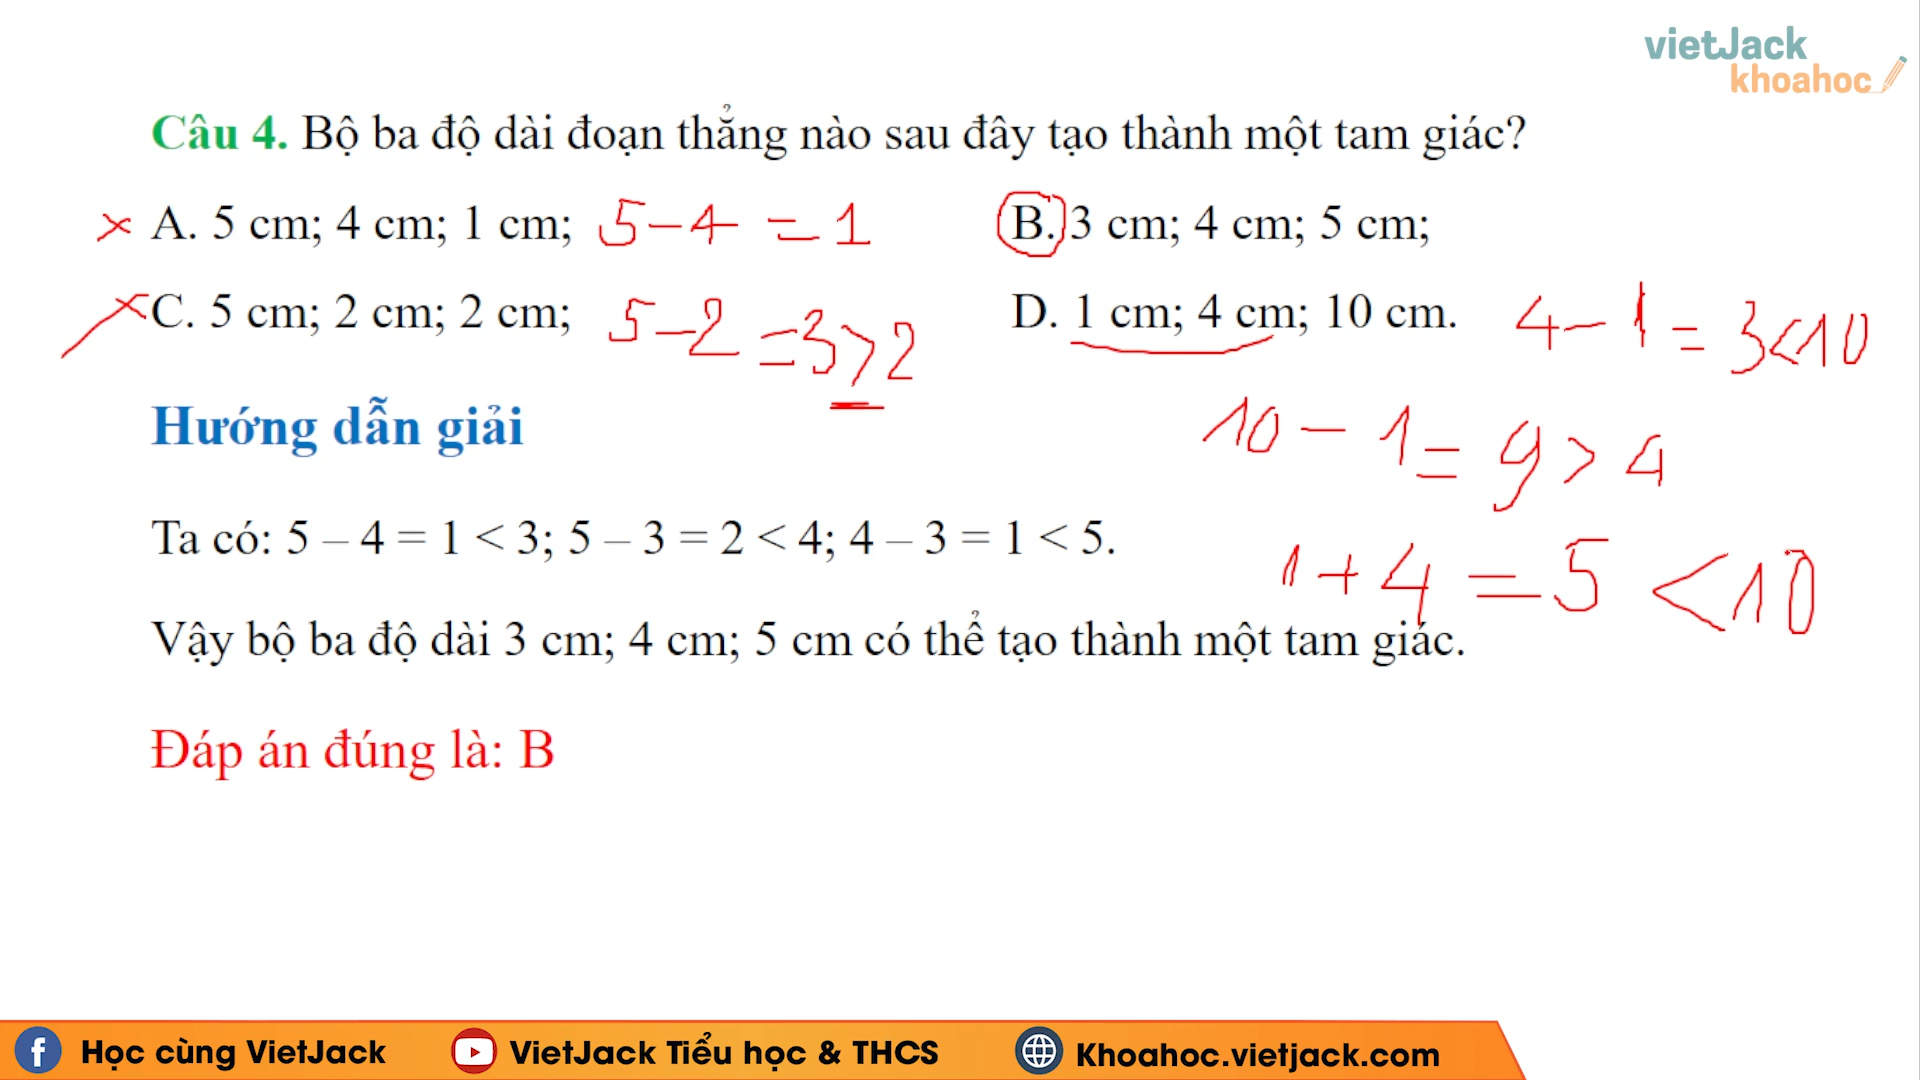 vietJack
khoahoc
Câu 4. Bộ ba độ dài đoạn thẳng nào sau đây tạo thành một tam giác?
× A. 5 cm; 4 cm; 1 cm; 5 - 4 = 1 B. 3 cm; 4 cm; 5 cm;
× C. 5 cm; 2 cm; 2 cm; 5 - 2 = 3 > 2 D. 1 cm; 4 cm; 10 cm. 4 - 1 = 3 < 10
Hướng dẫn giải 10 - 1 = 9 > 4
Ta có: 5 – 4 = 1 < 3; 5 – 3 = 2 < 4; 4 – 3 = 1 < 5. 1 + 4 = 5 < 10
Vậy bộ ba độ dài 3 cm; 4 cm; 5 cm có thể tạo thành một tam giác.
Đáp án đúng là: B
Học cùng VietJack VietJack Tiểu học & THCS Khoahoc.vietjack.com